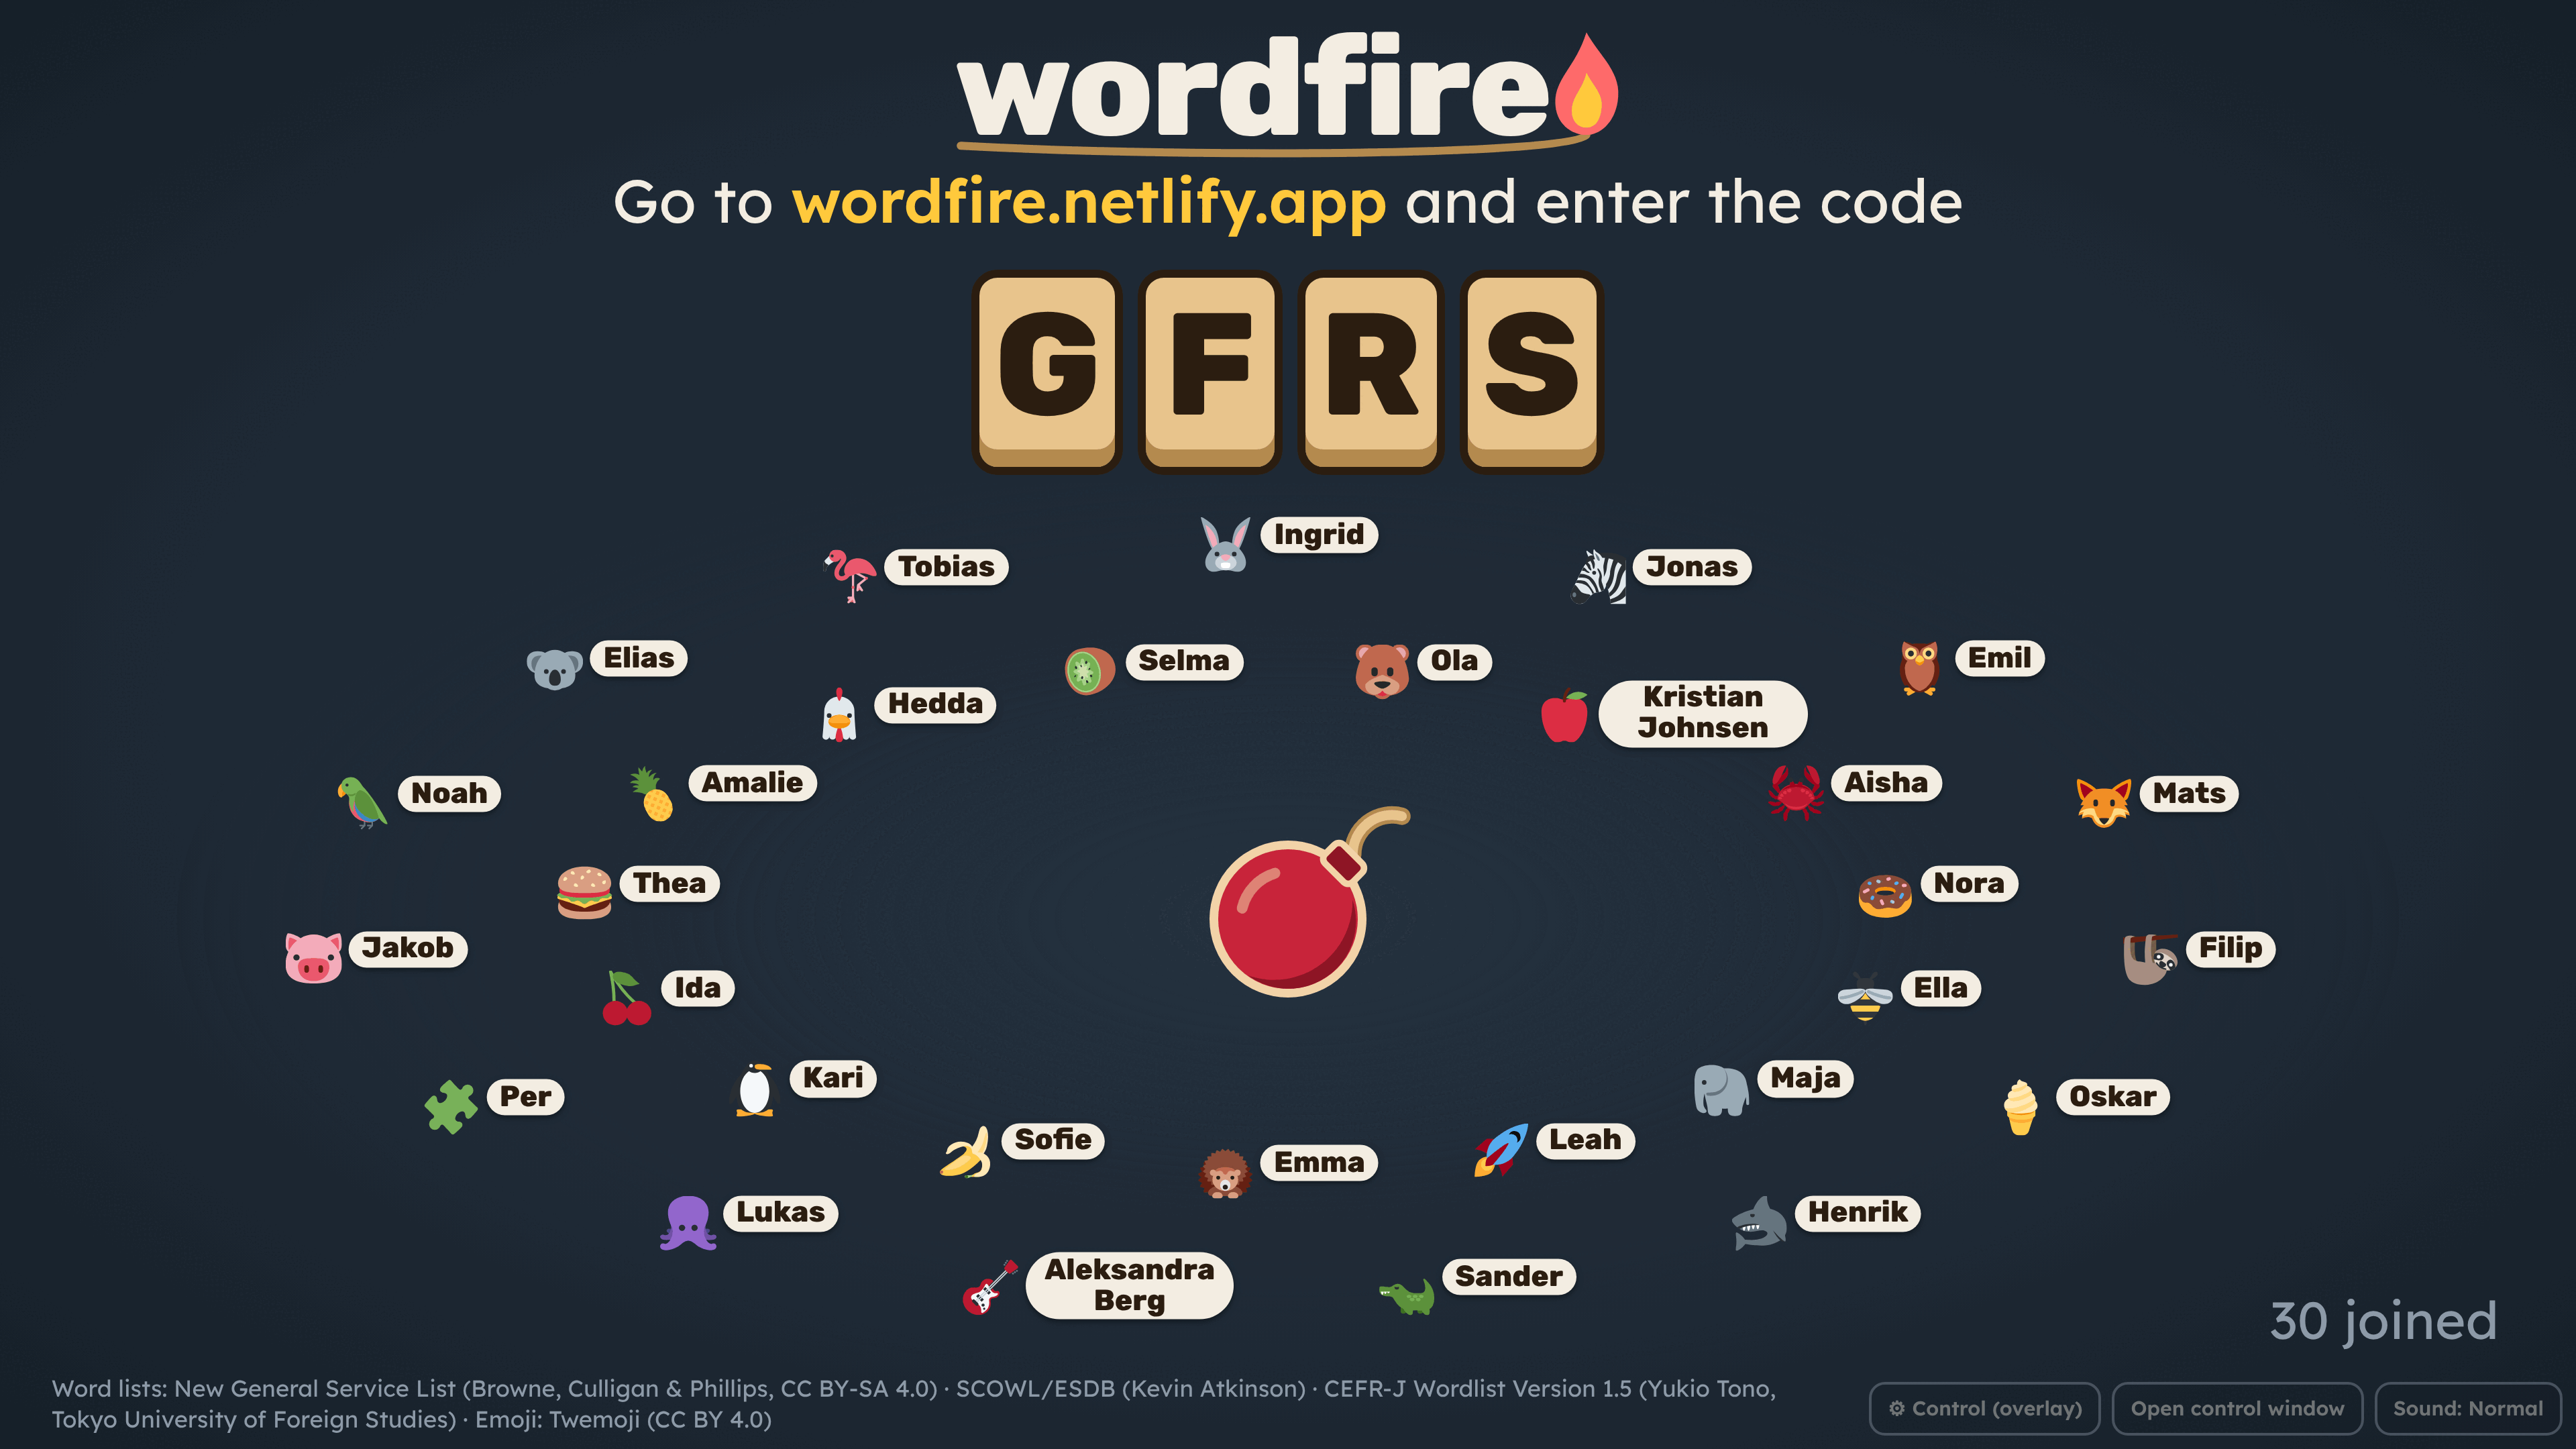 wordfire
Go to wordfire.netlify.app and enter the code
G F R S
Ingrid
Tobias
Jonas
Elias
Selma
Ola
Emil
Hedda
Kristian
Johnsen
Noah
Amalie
Aisha
Mats
Thea
Nora
Jakob
Filip
Ida
Ella
Per
Kari
Maja
Oskar
Sofie
Emma
Leah
Lukas
Henrik
Aleksandra
Berg
Sander
30 joined
Word lists: New General Service List (Browne, Culligan & Phillips, CC BY-SA 4.0) · SCOWL/ESDB (Kevin Atkinson) · CEFR-J Wordlist Version 1.5 (Yukio Tono,
Tokyo University of Foreign Studies) · Emoji: Twemoji (CC BY 4.0)
⚙ Control (overlay)
Open control window
Sound: Normal